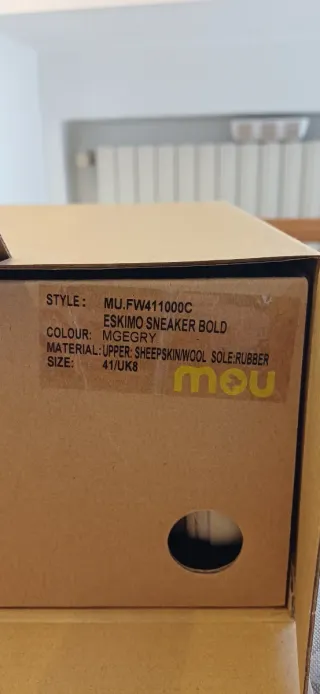 STYLE: MU.FW411000C
ESKIMO SNEAKER BOLD
COLOUR: MGEGRY
MATERIAL: UPPER: SHEEPSKIN/WOOL SOLE:RUBBER
SIZE: 41/UK8
mou